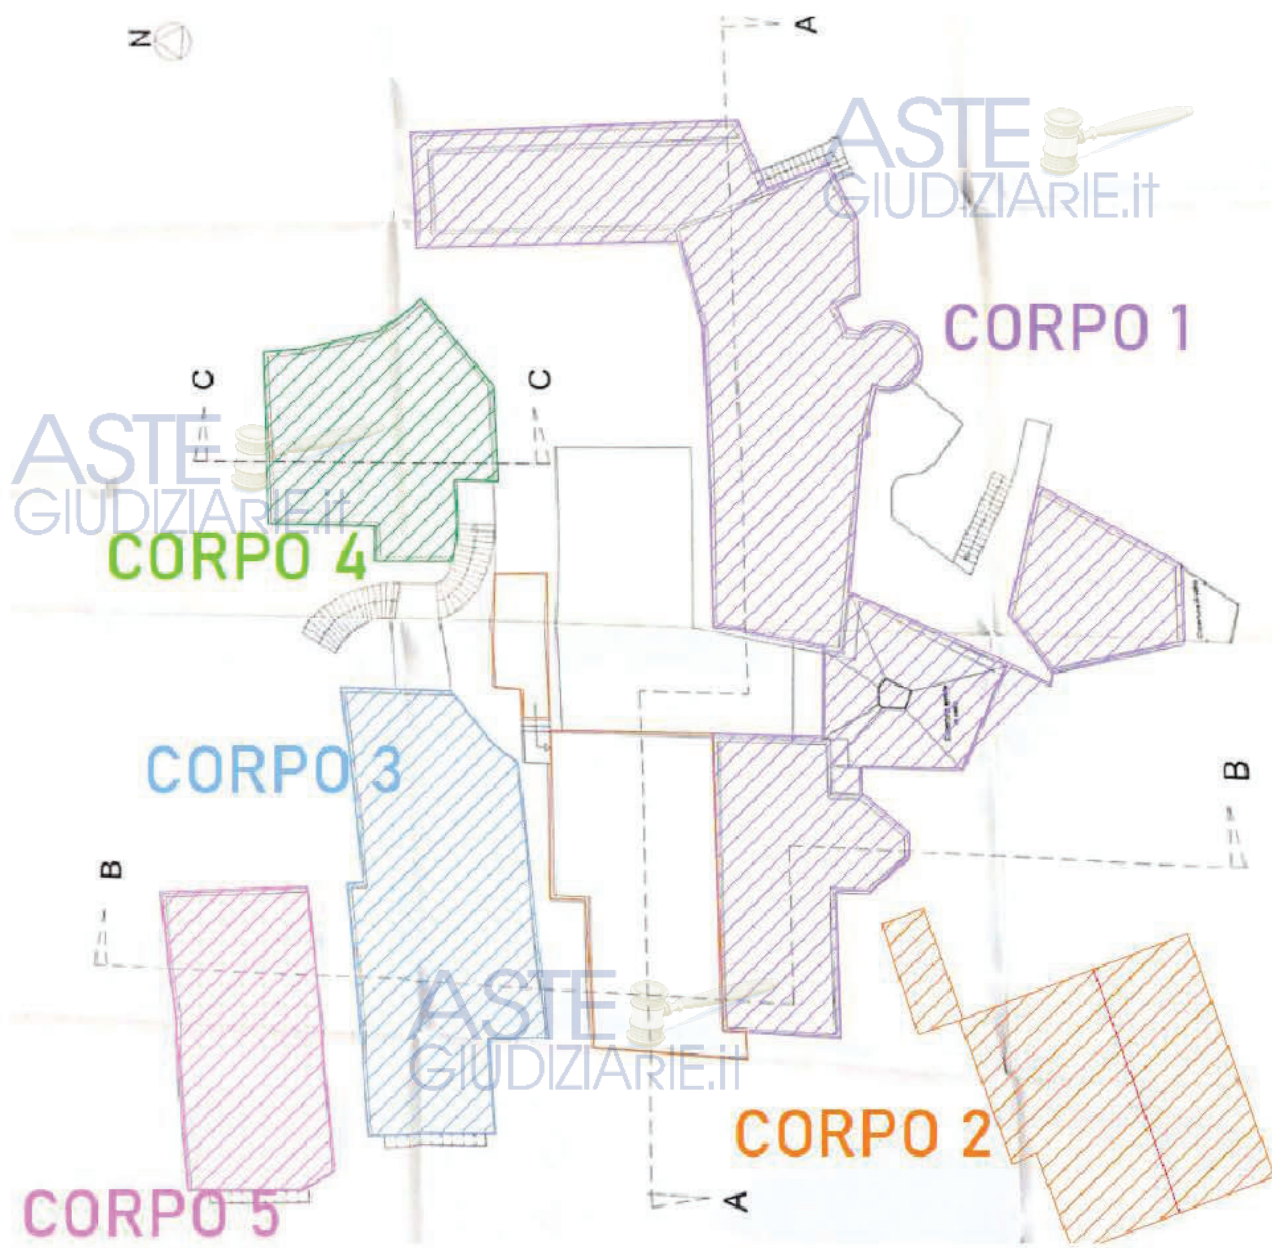 N
A
ASTE
GIUDIZIARIE.it
CORPO 1
C
C
ASTE
GIUDIZIARIE.it
CORPO 4
CORPO 3
B
B
ASTE
GIUDIZIARIE.it
CORPO 2
A
CORPO 5